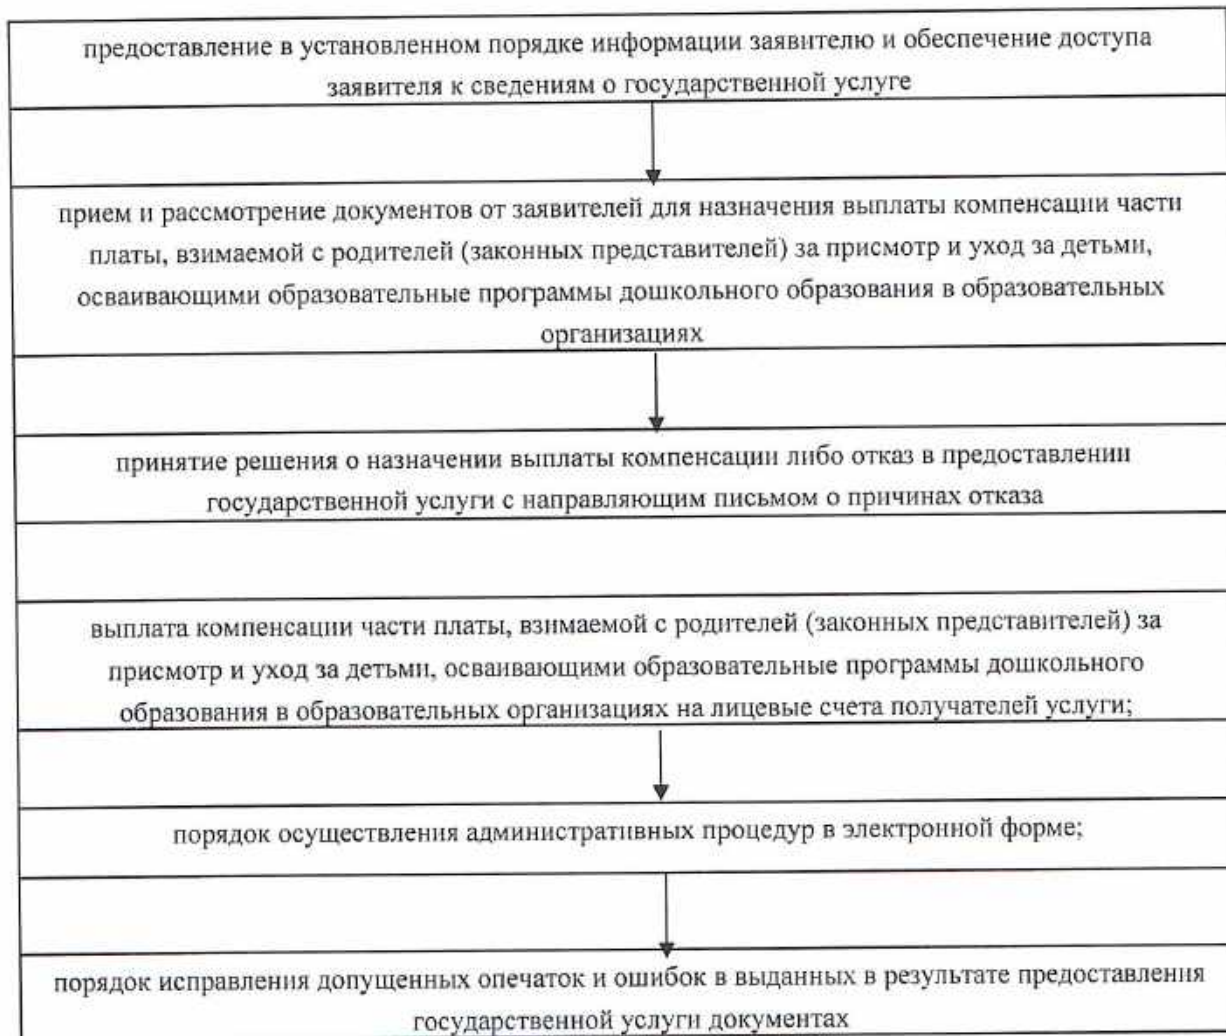 предоставление в установленном порядке информации заявителю и обеспечение доступа
заявителя к сведениям о государственной услуге
прием и рассмотрение документов от заявителей для назначения выплаты компенсации части
платы, взимаемой с родителей (законных представителей) за присмотр и уход за детьми,
осваивающими образовательные программы дошкольного образования в образовательных
организациях
принятие решения о назначении выплаты компенсации либо отказ в предоставлении
государственной услуги с направляющим письмом о причинах отказа
выплата компенсации части платы, взимаемой с родителей (законных представителей) за
присмотр и уход за детьми, осваивающими образовательные программы дошкольного
образования в образовательных организациях на лицевые счета получателей услуги;
порядок осуществления административных процедур в электронной форме;
порядок исправления допущенных опечаток и ошибок в выданных в результате предоставления
государственной услуги документах